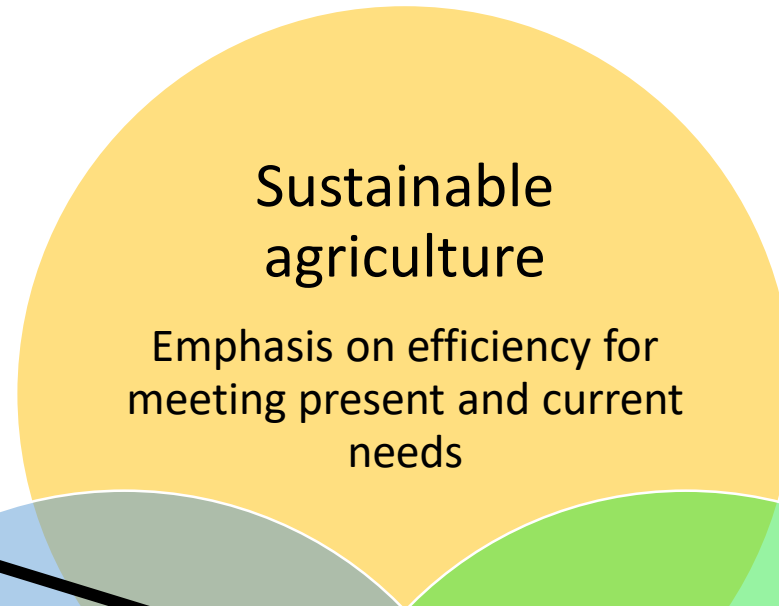 Sustainable
agriculture
Emphasis on efficiency for
meeting present and current
needs